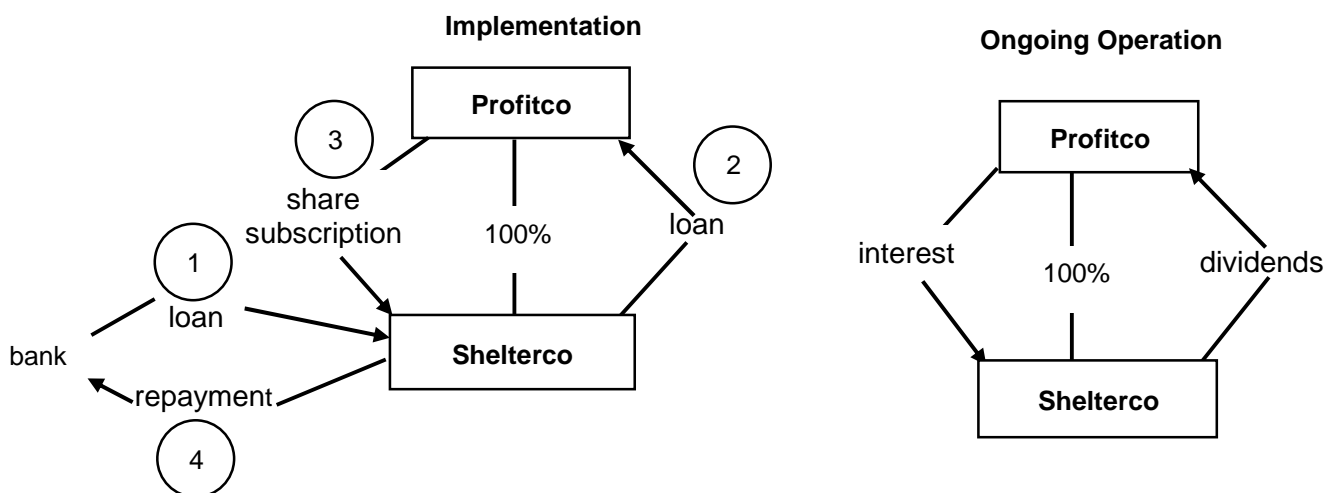 Implementation
Profitco
3
share
subscription
100%
2
loan
1
loan
bank
Shelterco
repayment
4
Ongoing Operation
Profitco
interest
100%
dividends
Shelterco